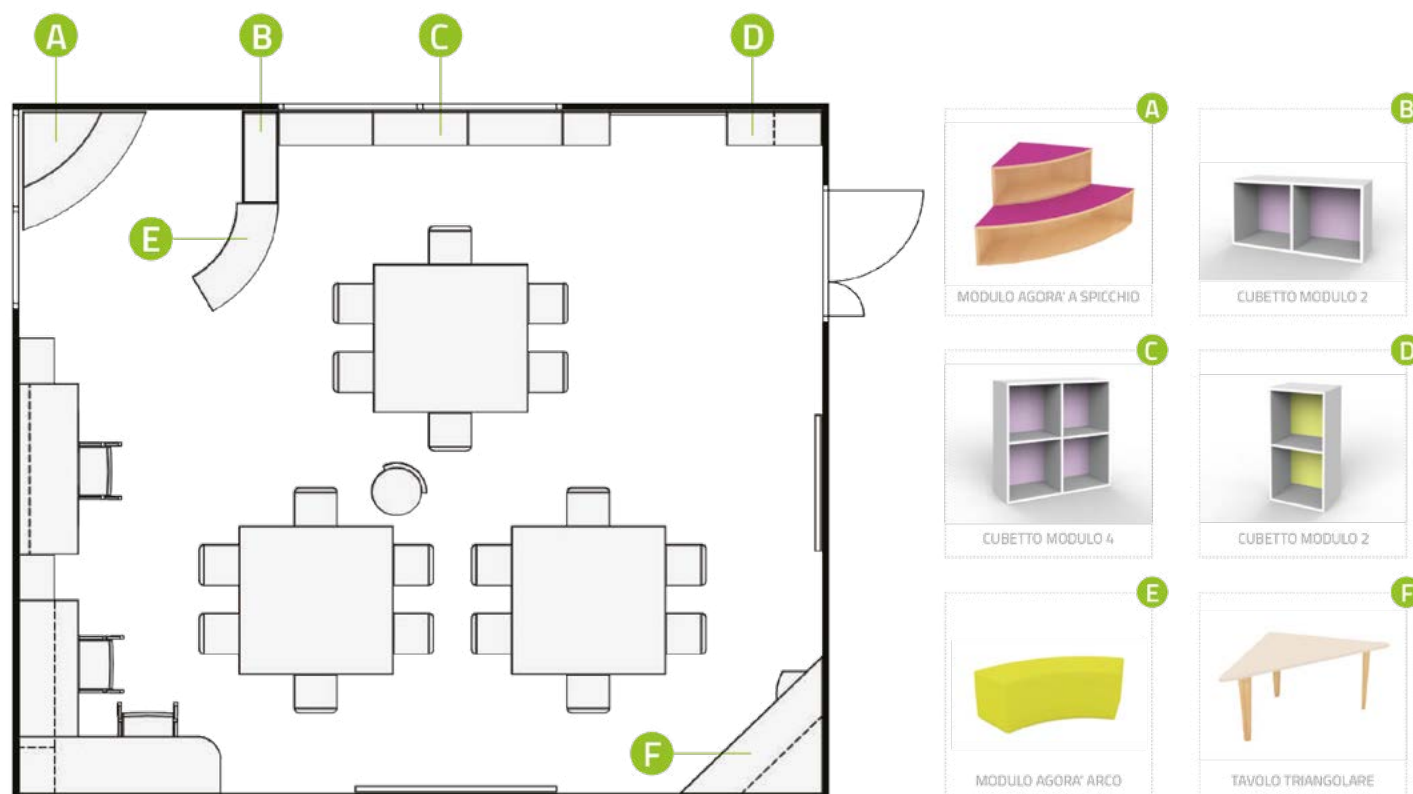 A
B
C
D
E
F
A
MODULO AGORA' A SPICCHIO
B
CUBETTO MODULO 2
C
CUBETTO MODULO 4
D
CUBETTO MODULO 2
E
MODULO AGORA' ARCO
F
TAVOLO TRIANGOLARE